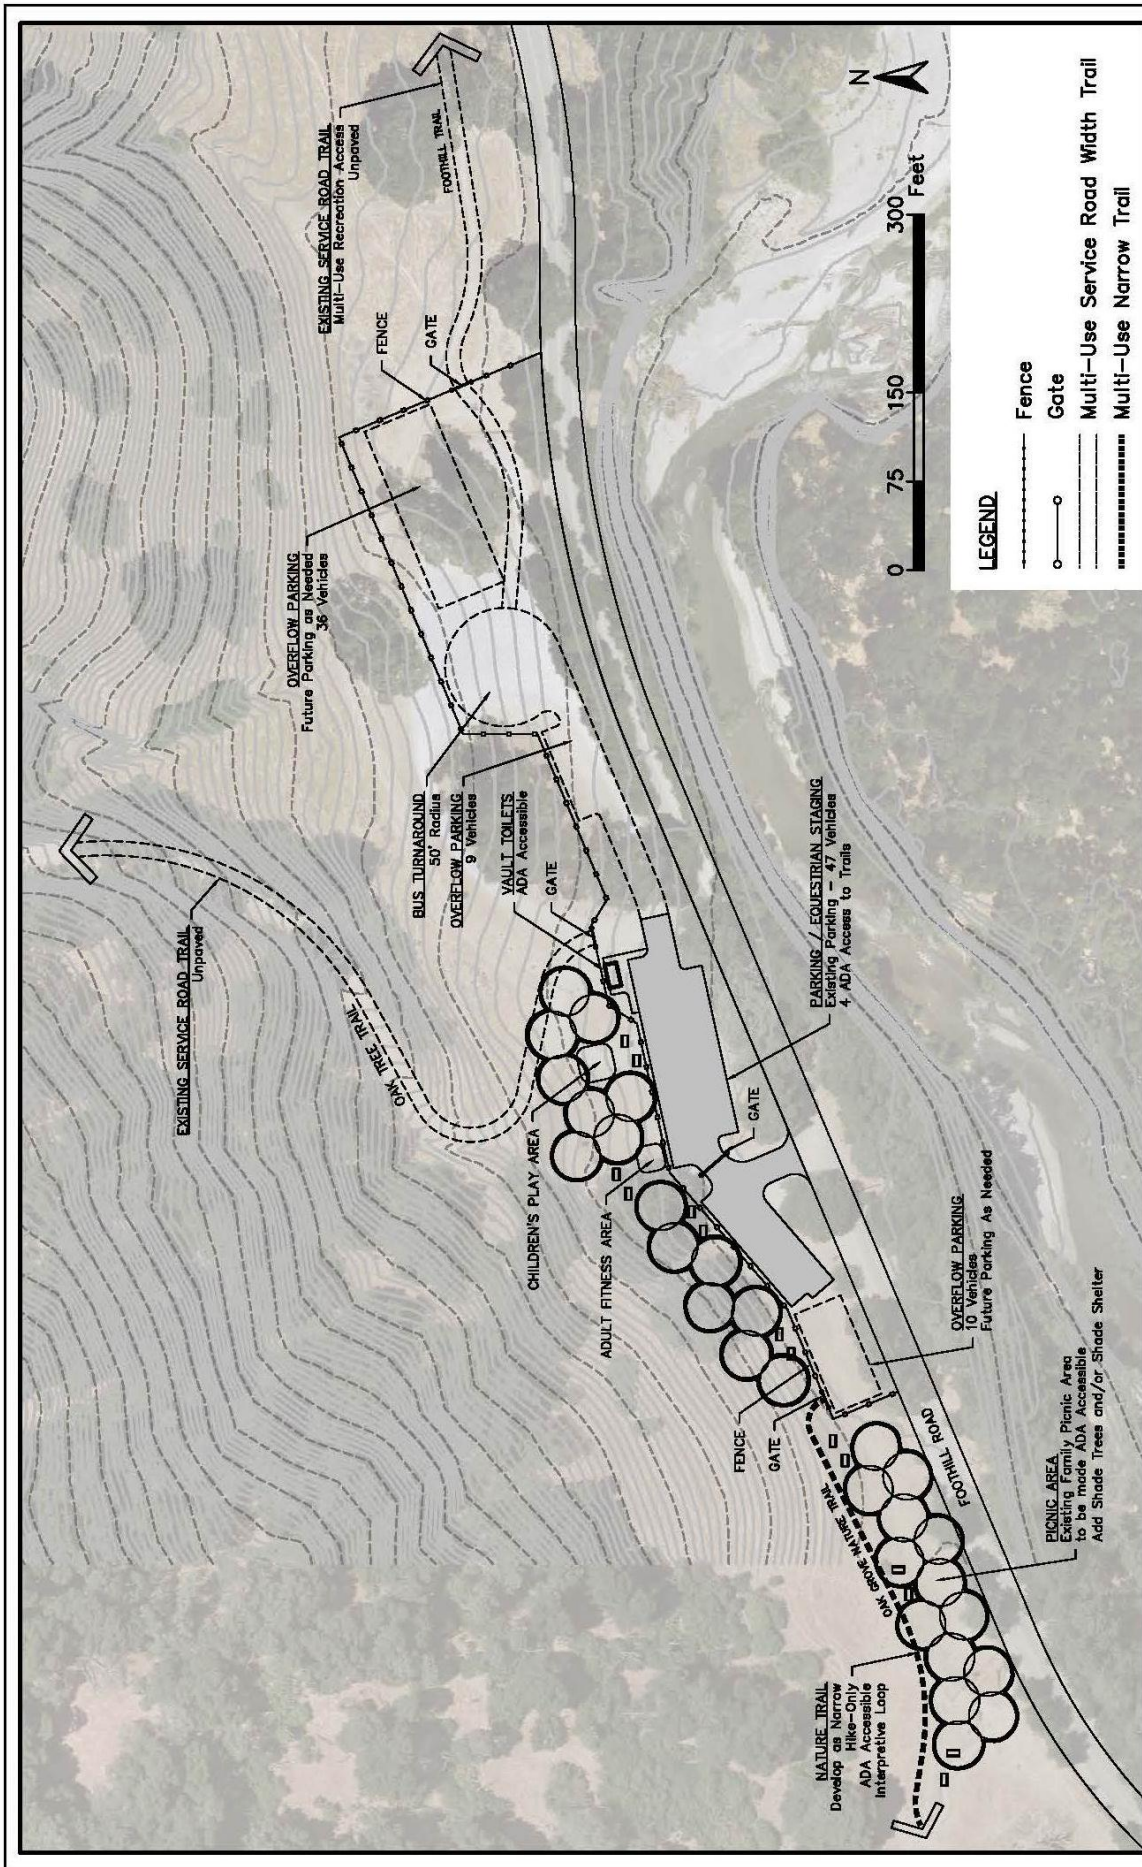 EXISTING SERVICE ROAD TRAIL
Unpaved
OAK TREE TRAIL
OVERFLOW PARKING
Future Parking as Needed
36 Vehicles
EXISTING SERVICE ROAD TRAIL
Multi-Use Recreation Access
Unpaved
FOOTHILL TRAIL
FENCE
GATE
BUS TURNAROUND
50' Radius
OVERFLOW PARKING
9 Vehicles
VAULT TOILETS
ADA Accessible
GATE
CHILDREN'S PLAY AREA
ADULT FITNESS AREA
FENCE
GATE
NATURE TRAIL
Develop as Narrow
Hike-Only
ADA Accessible
Interpretive Loop
OAK GROVE NATURE TRAIL
FOOTHILL ROAD
PICNIC AREA
Existing Family Picnic Area
to be made ADA Accessible
Add Shade Trees and/or Shade Shelter
OVERFLOW PARKING
10 Vehicles
Future Parking As Needed
GATE
PARKING / EQUESTRIAN STAGING
Existing Parking - 47 Vehicles
4 ADA Access to Trails
N
0 75 150 300
Feet
LEGEND
Fence
Gate
Multi-Use Service Road Width Trail
Multi-Use Narrow Trail